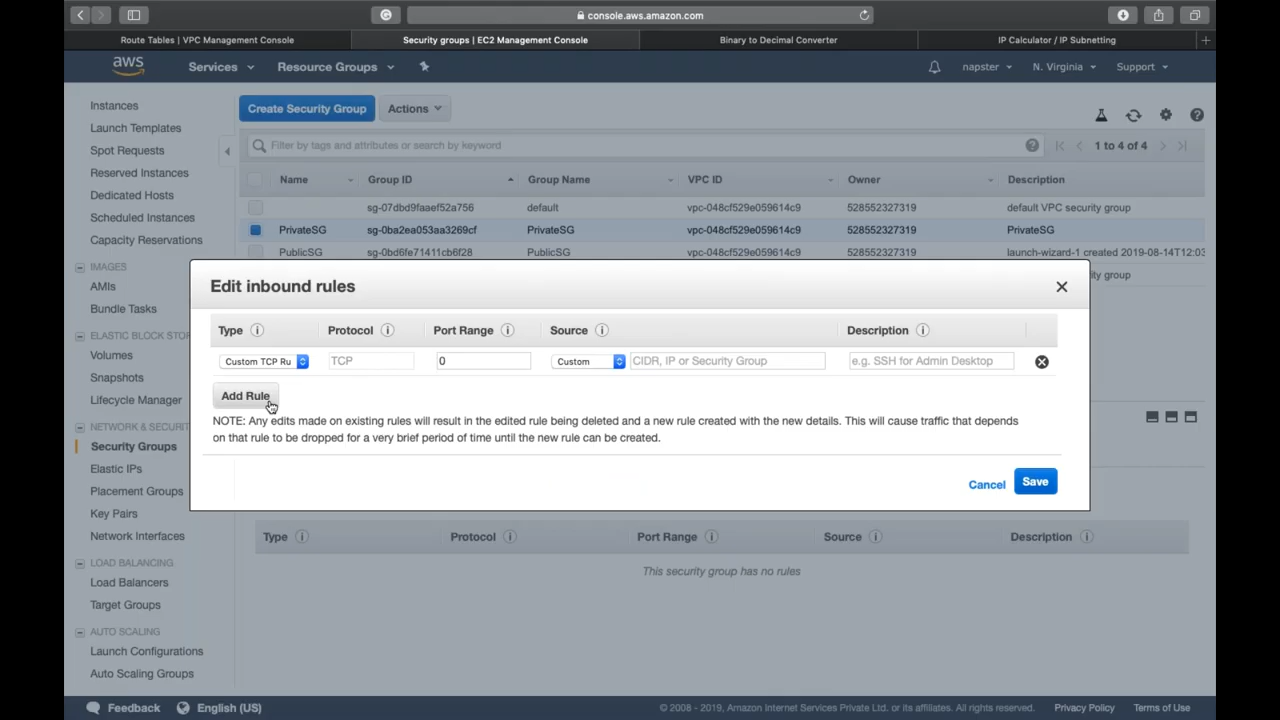 console.aws.amazon.com
Route Tables | VPC Management Console
Security groups | EC2 Management Console
Binary to Decimal Converter
IP Calculator / IP Subnetting
aws
Services
Resource Groups
napster
N. Virginia
Support
Instances
Launch Templates
Spot Requests
Reserved Instances
Dedicated Hosts
Scheduled Instances
Capacity Reservations
IMAGES
AMIs
Bundle Tasks
ELASTIC BLOCK STOR
Volumes
Snapshots
Lifecycle Manager
NETWORK & SECURIT
Security Groups
Elastic IPs
Placement Groups
Key Pairs
Network Interfaces
LOAD BALANCING
Load Balancers
Target Groups
AUTO SCALING
Launch Configurations
Auto Scaling Groups
Create Security Group
Actions
Filter by tags and attributes or search by keyword
1 to 4 of 4
Name Group ID Group Name VPC ID Owner Description
sg-07dbd9faaef52a756 default vpc-048cf529e059614c9 528552327319 default VPC security group
PrivateSG sg-0ba2ea053aa3269cf PrivateSG vpc-048cf529e059614c9 528552327319 PrivateSG
PublicSG sg-0bd6fe71411cb6f28 PublicSG vpc-048cf529e059614c9 528552327319 launch-wizard-1 created 2019-08-14T12:03
group
Edit inbound rules
Type Protocol Port Range Source Description
Custom TCP Ru TCP 0 Custom CIDR, IP or Security Group e.g. SSH for Admin Desktop
Add Rule
NOTE: Any edits made on existing rules will result in the edited rule being deleted and a new rule created with the new details. This will cause traffic that depends
on that rule to be dropped for a very brief period of time until the new rule can be created.
Cancel
Save
Type Protocol Port Range Source Description
This security group has no rules
Feedback
English (US)
© 2008 - 2019, Amazon Internet Services Private Ltd. or its affiliates. All rights reserved.
Privacy Policy
Terms of Use